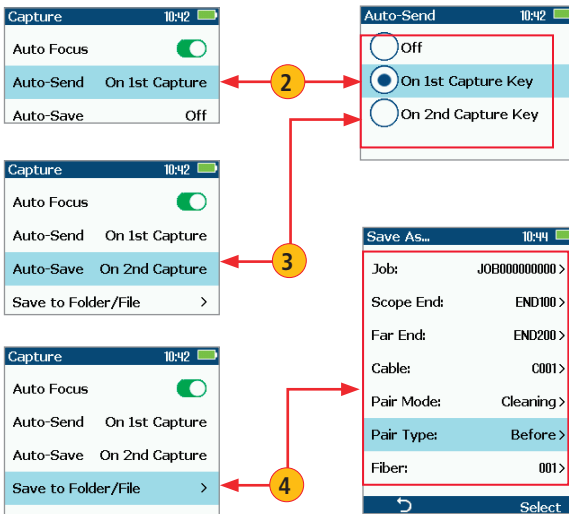 Capture 10:42
Auto Focus
Auto-Send On 1st Capture
Auto-Save Off
2
Auto-Send 10:42
Off
On 1st Capture Key
On 2nd Capture Key
Capture 10:42
Auto Focus
Auto-Send On 1st Capture
Auto-Save On 2nd Capture
Save to Folder/File >
3
Capture 10:42
Auto Focus
Auto-Send On 1st Capture
Auto-Save On 2nd Capture
Save to Folder/File >
4
Save As... 10:44
Job: JOB000000000 >
Scope End: END100 >
Far End: END200 >
Cable: C001 >
Pair Mode: Cleaning >
Pair Type: Before >
Fiber: 001 >
Select